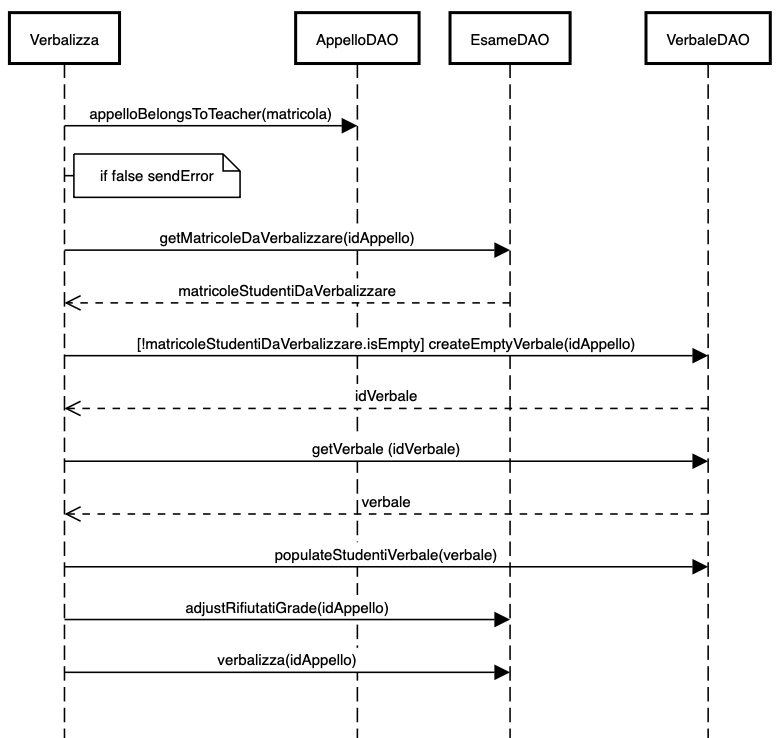 Verbalizza
AppelloDAO
EsameDAO
VerbaleDAO
appelloBelongsToTeacher(matricola)
if false sendError
getMatricoleDaVerbalizzare(idAppello)
matricoleStudentiDaVerbalizzare
[!matricoleStudentiDaVerbalizzare.isEmpty] createEmptyVerbale(idAppello)
idVerbale
getVerbale (idVerbale)
verbale
populateStudentiVerbale(verbale)
adjustRifiutatiGrade(idAppello)
verbalizza(idAppello)